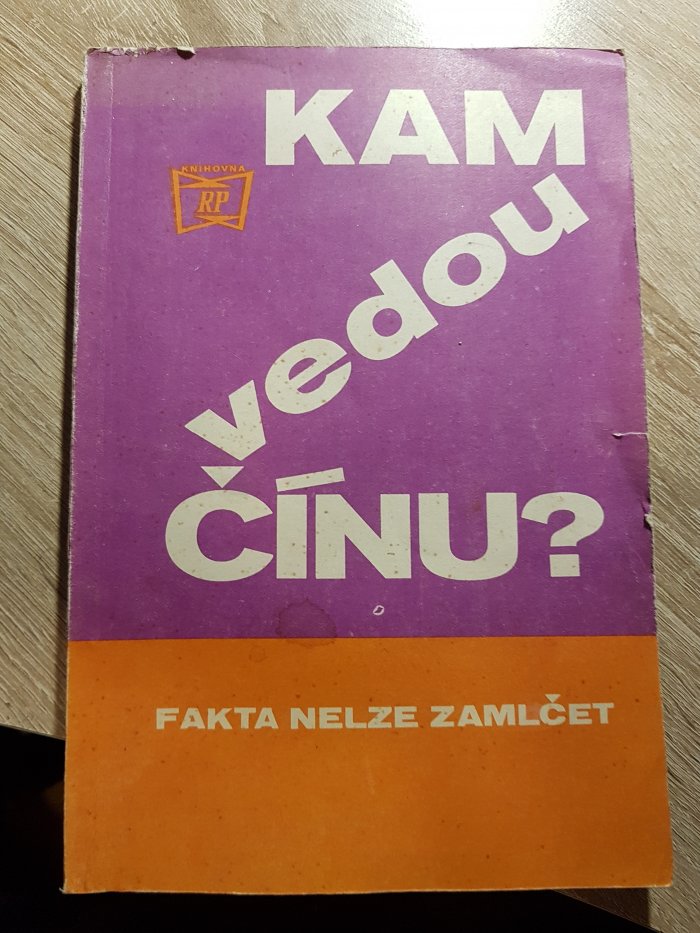 KAM
KNIHOVNA
RP
vedou
ČÍNU?
FAKTA NELZE ZAMLČET